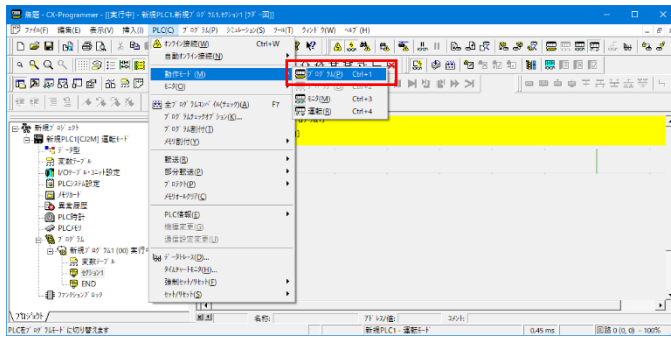 無題 - CX-Programmer - [[実行中] - 新規PLC1.新規プログラム1.セクション1 [ラダー図]]
ファイル(F) 編集(E) 表示(V) 挿入(I) PLC(C) プログラム(P) シミュレーション(S) ツール(T) ウィンドウ(W) ヘルプ(H)
オンライン接続(W) Ctrl+W
自動オンライン接続(N)
動作モード(M)
プログラム(P) Ctrl+1
Ctrl+2
モニタ(M) Ctrl+3
運転(R) Ctrl+4
モニタ(O)
全プログラムコンパイル(チェック)(A) F7
プログラムチェックオプション(K)...
プログラム割付(T)
メモリ割付(Y)
転送(R)
部分転送(P)
プロテクト(P)
メモリオールクリア(C)
PLC情報(E)
機種変更(G)
通信設定変更(U)
データトレース(D)...
タイムチャートモニタ(H)...
強制セット/リセット(F)
セット/リセット(S)
新規プロジェクト
新規PLC1[CJ2M] 運転モード
データ型
変数テーブル
I/Oテーブル・ユニット設定
PLCシステム設定
メモリカード
異常履歴
PLC時計
PLCメモリ
プログラム
新規プログラム1 (00) 実行中
変数テーブル
セクション1
END
ファンクションブロック
プロジェクト
名称:
アドレス/値:
コメント:
PLCをプログラムモードに切り替えます
新規PLC1 - 運転モード
0.45 ms
回路 0 (0, 0) - 100%